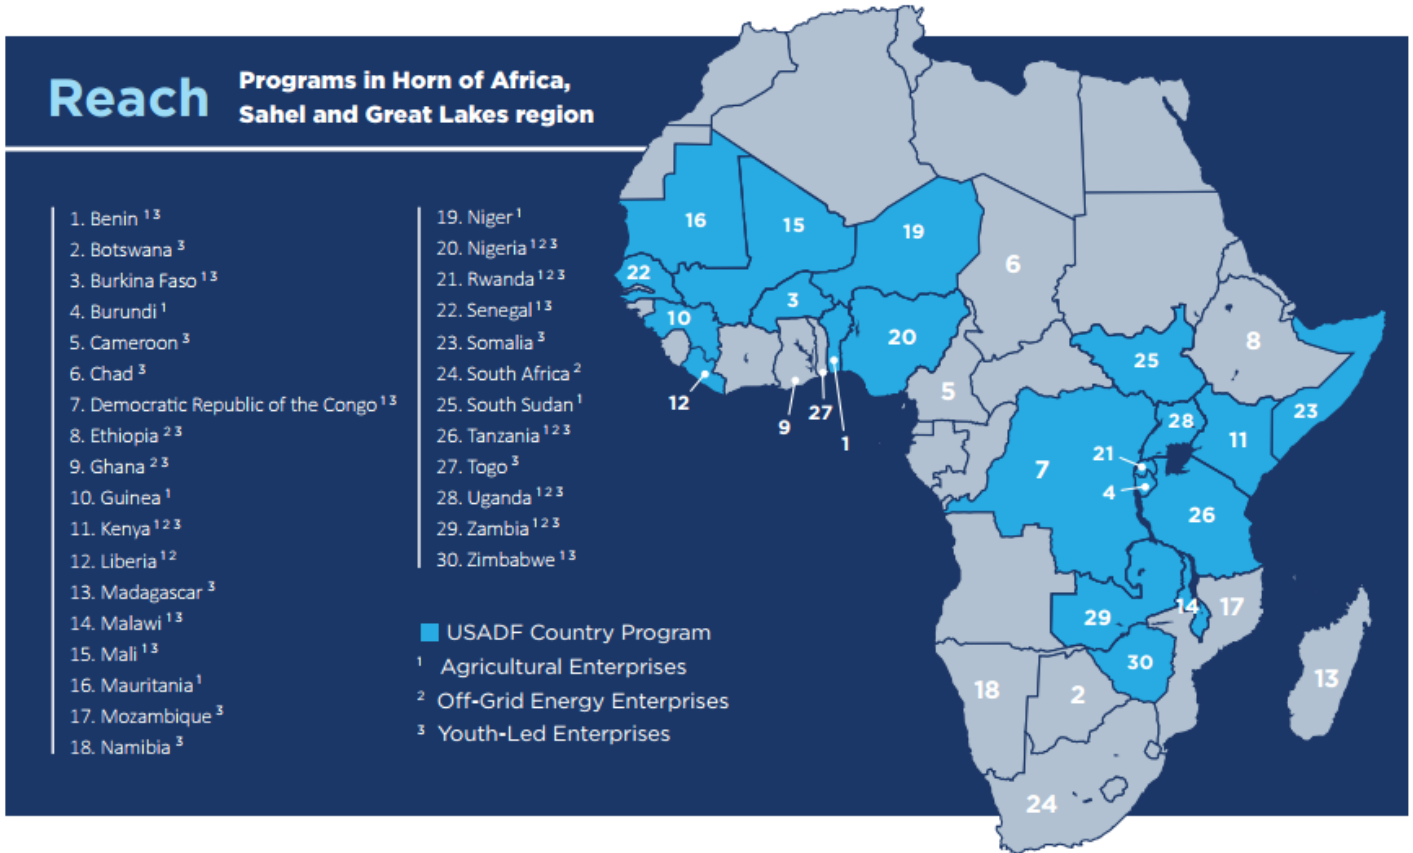 Reach
Programs in Horn of Africa,
Sahel and Great Lakes region
1. Benin ¹ ³
2. Botswana ³
3. Burkina Faso ¹ ³
4. Burundi ¹
5. Cameroon ³
6. Chad ³
7. Democratic Republic of the Congo ¹ ³
8. Ethiopia ² ³
9. Ghana ² ³
10. Guinea ¹
11. Kenya ¹ ² ³
12. Liberia ¹ ²
13. Madagascar ³
14. Malawi ¹ ³
15. Mali ¹ ³
16. Mauritania ¹
17. Mozambique ³
18. Namibia ³
19. Niger ¹
20. Nigeria ¹ ² ³
21. Rwanda ¹ ² ³
22. Senegal ¹ ³
23. Somalia ³
24. South Africa ²
25. South Sudan ¹
26. Tanzania ¹ ² ³
27. Togo ³
28. Uganda ¹ ² ³
29. Zambia ¹ ² ³
30. Zimbabwe ¹ ³
USADF Country Program
¹ Agricultural Enterprises
² Off-Grid Energy Enterprises
³ Youth-Led Enterprises
16
15
19
6
22
3
10
20
8
25
12
9
27
1
5
23
28
11
7
21
4
26
14
17
29
30
18
2
13
24